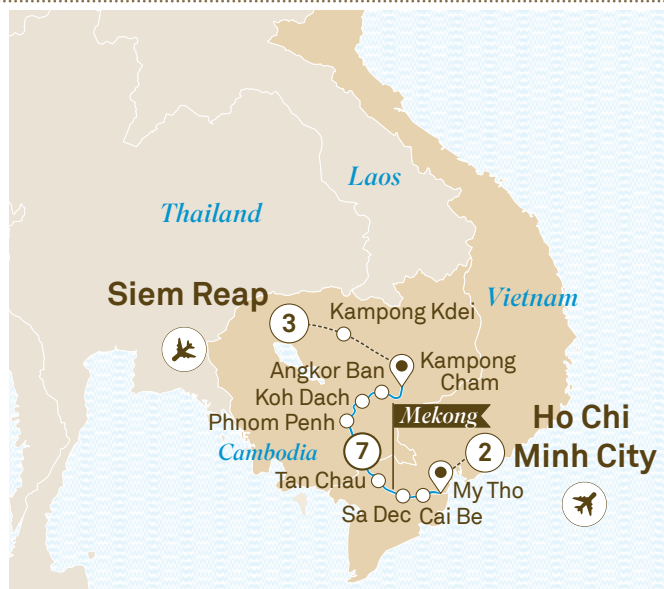 Laos
Thailand
Siem Reap
Vietnam
3
Kampong Kdei
Angkor Ban
Kampong
Cham
Koh Dach
Phnom Penh
Mekong
Ho Chi
Minh City
Cambodia
7
2
Tan Chau
My Tho
Sa Dec
Cai Be